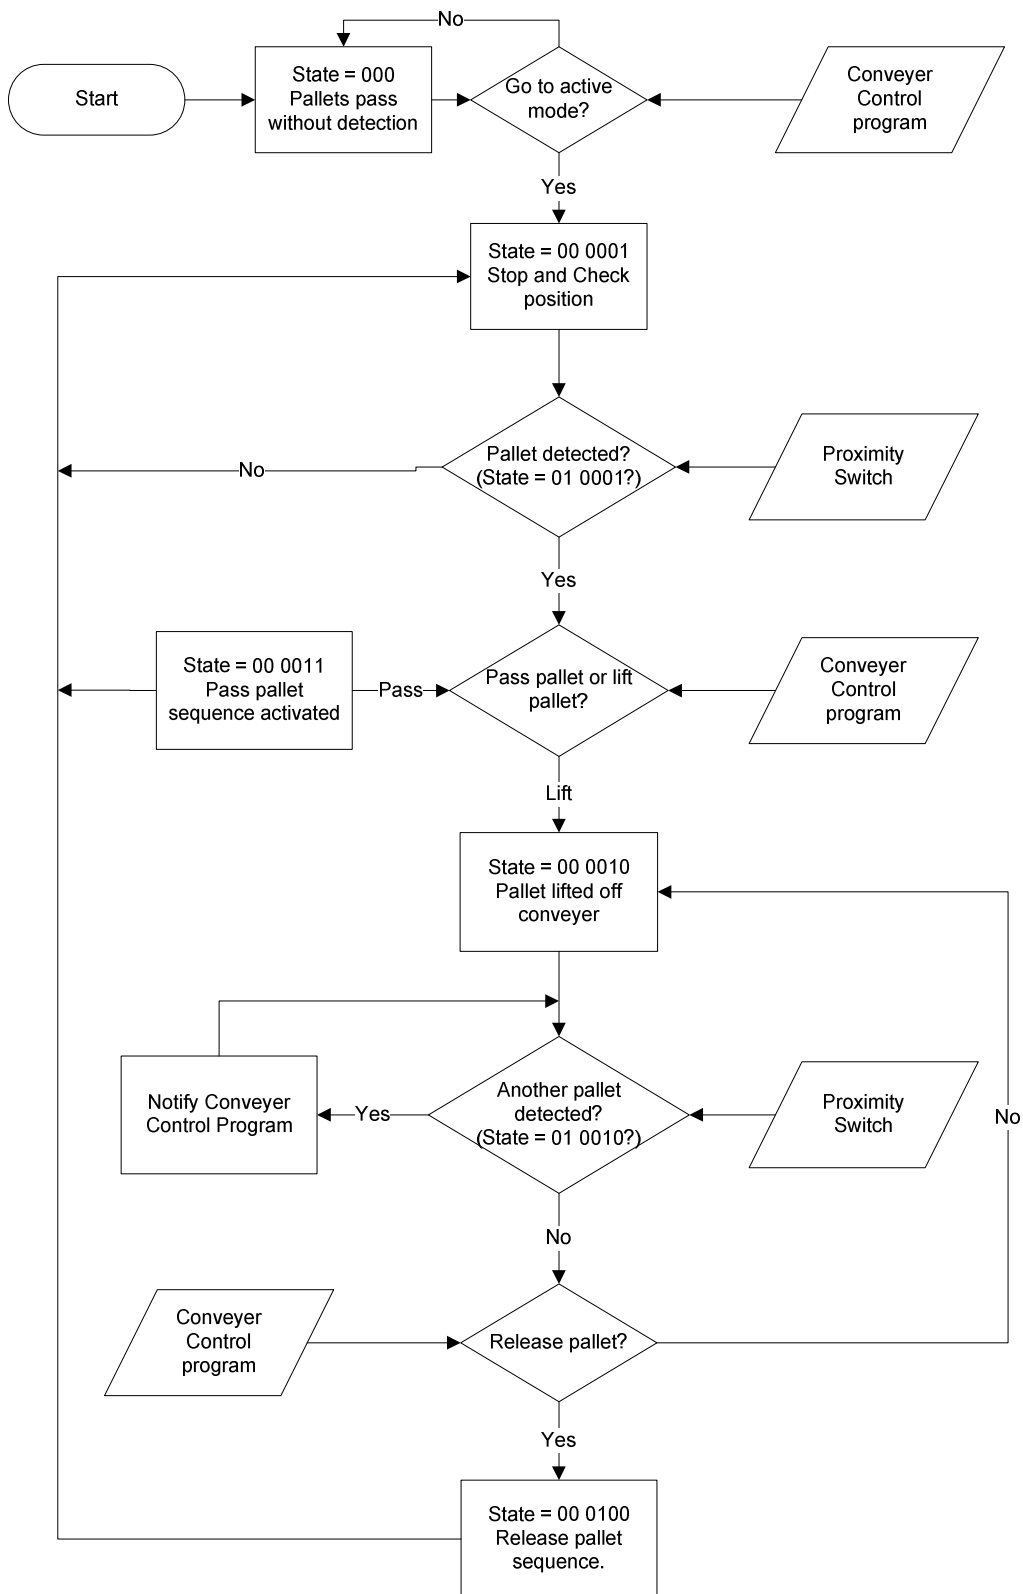 No
Start
State = 000
Pallets pass
without detection
Go to active
mode?
Conveyer
Control
program
Yes
State = 00 0001
Stop and Check
position
Pallet detected?
(State = 01 0001?)
Proximity
Switch
No
Yes
State = 00 0011
Pass pallet
sequence activated
Pass
Pass pallet or lift
pallet?
Conveyer
Control
program
Lift
State = 00 0010
Pallet lifted off
conveyer
Notify Conveyer
Control Program
Yes
Another pallet
detected?
(State = 01 0010?)
Proximity
Switch
No
No
Conveyer
Control
program
Release pallet?
Yes
State = 00 0100
Release pallet
sequence.